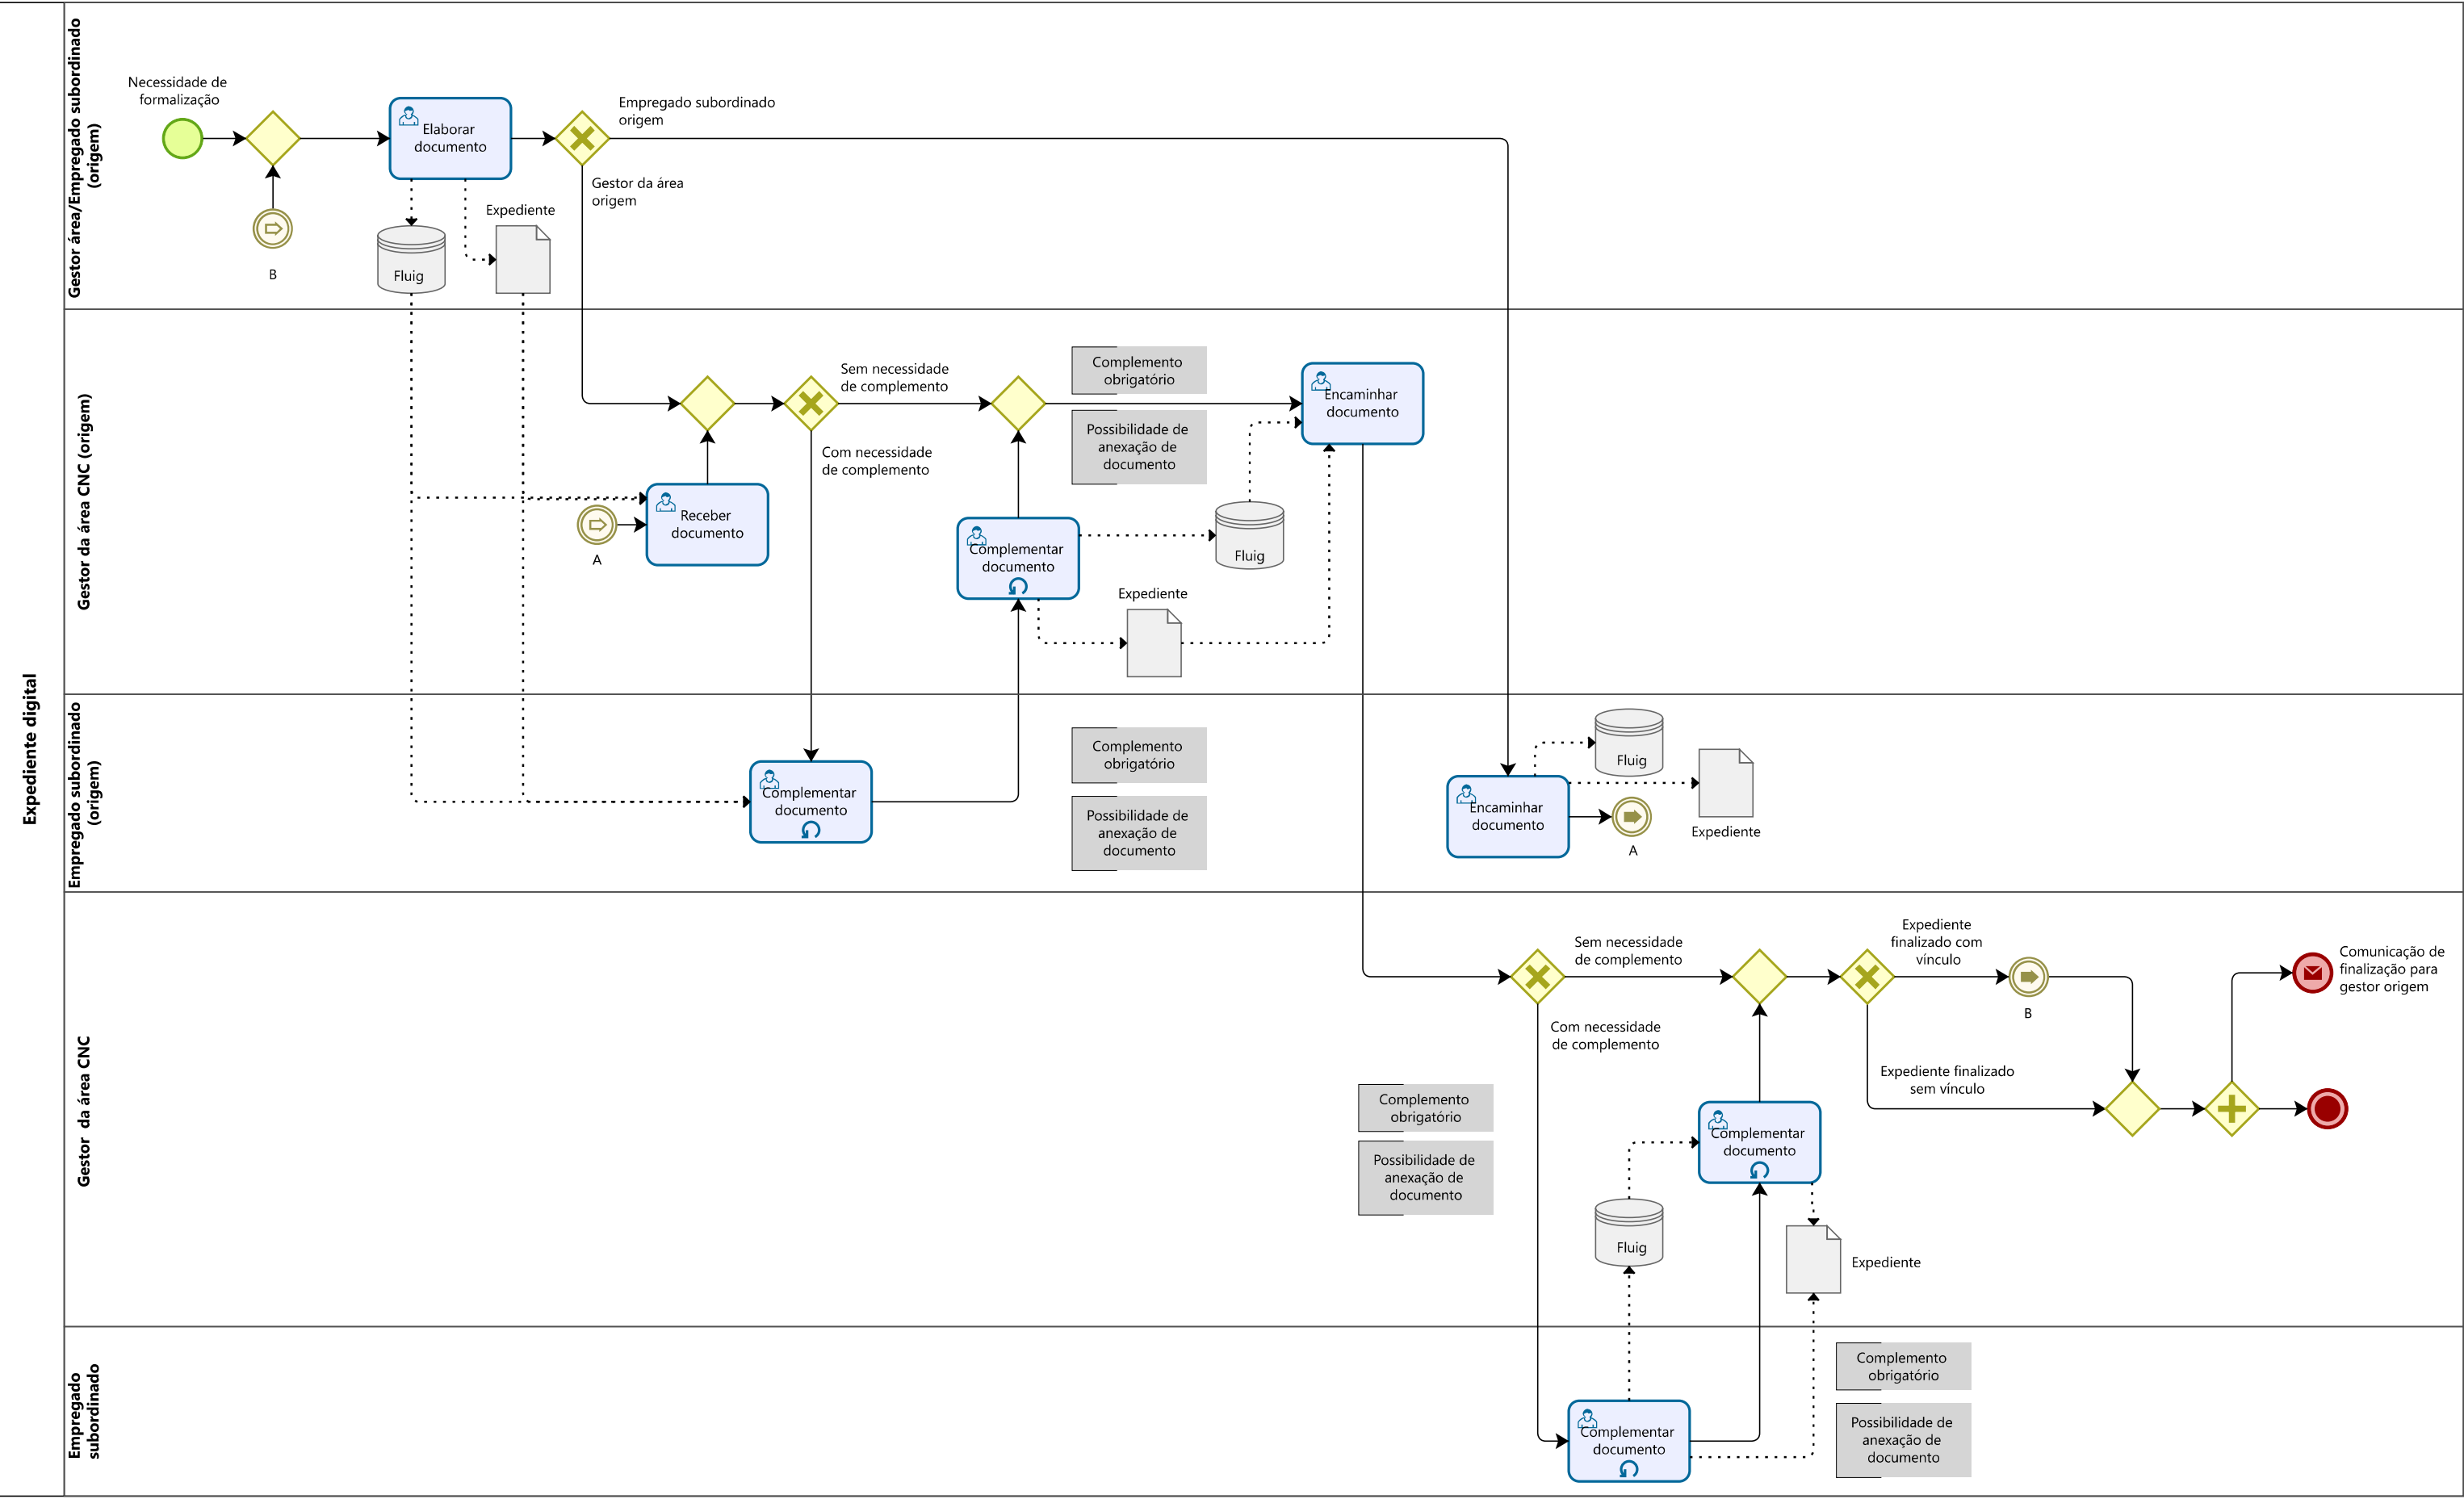 Expediente digital
Gestor área/Empregado subordinado
(origem)
Necessidade de
formalização
B
Elaborar
documento
Fluig
Expediente
Empregado subordinado
origem
Gestor da área
origem
Gestor da área CNC (origem)
A
Receber
documento
Sem necessidade
de complemento
Com necessidade
de complemento
Complementar
documento
Complemento
obrigatório
Possibilidade de
anexação de
documento
Fluig
Expediente
Encaminhar
documento
Empregado subordinado
(origem)
Complementar
documento
Complemento
obrigatório
Possibilidade de
anexação de
documento
Encaminhar
documento
Fluig
A
Expediente
Gestor  da área CNC
Sem necessidade
de complemento
Com necessidade
de complemento
Complemento
obrigatório
Possibilidade de
anexação de
documento
Complementar
documento
Fluig
Expediente
Expediente
finalizado com
vínculo
B
Expediente finalizado
sem vínculo
Comunicação de
finalização para
gestor origem
Empregado
subordinado
Complementar
documento
Complemento
obrigatório
Possibilidade de
anexação de
documento